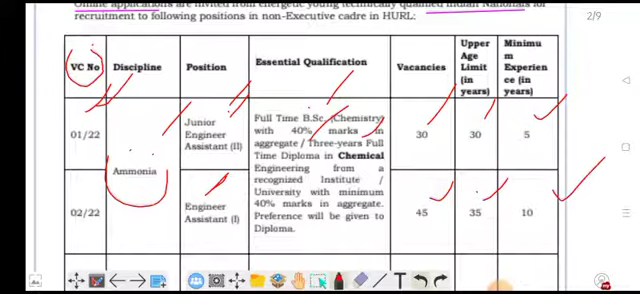 Online applications are invited from energetic young technically qualified Indian Nationals for
recruitment to following positions in non-Executive cadre in HURL:
2/9
VC No Discipline Position Essential Qualification Vacancies Upper Age Limit (in years) Minimu m Experien ce (in years)
01/22
Ammonia
Junior
Engineer
Assistant (II)
Full Time B.Sc. (Chemistry)
with 40% marks in
aggregate / Three-years Full
Time Diploma in Chemical
Engineering from a
recognized Institute /
University with minimum
40% marks in aggregate.
Preference will be given to
Diploma.
30 30 5
02/22
Engineer
Assistant (I)
45 35 10
T